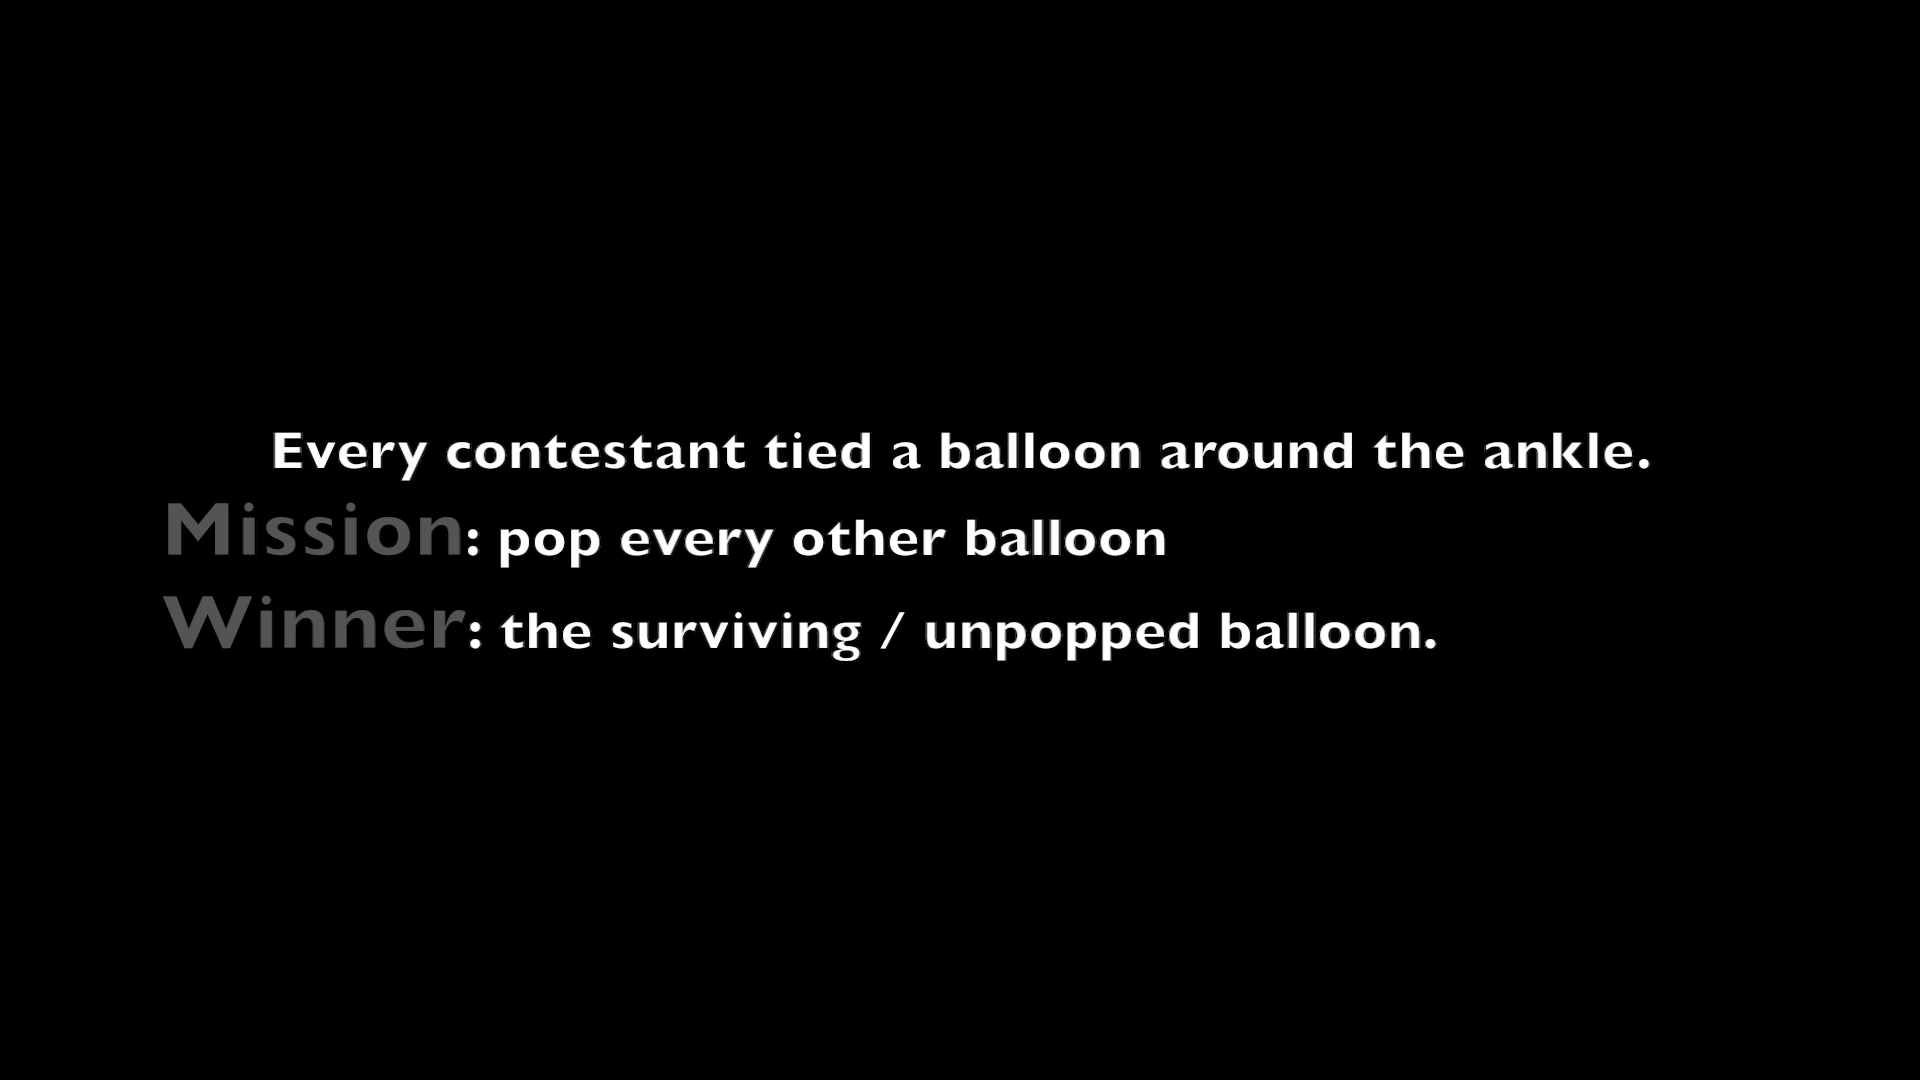 Every contestant tied a balloon around the ankle.
Mission: pop every other balloon
Winner: the surviving / unpopped balloon.